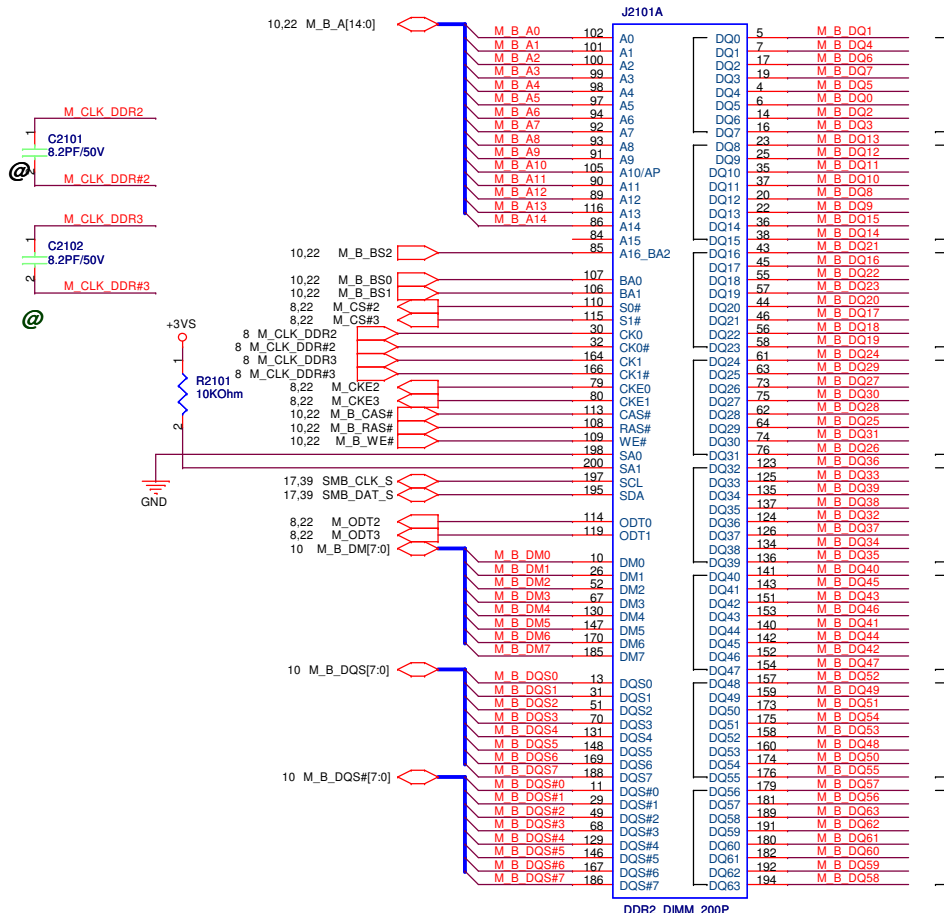 J2101A
10,22 M_B_A[14:0]
M_B_A0 102 A0 DQ0 5 M_B_DQ1
M_B_A1 101 A1 DQ1 7 M_B_DQ4
M_B_A2 100 A2 DQ2 17 M_B_DQ6
M_B_A3 99 A3 DQ3 19 M_B_DQ7
M_B_A4 98 A4 DQ4 4 M_B_DQ5
M_B_A5 97 A5 DQ5 6 M_B_DQ0
M_B_A6 94 A6 DQ6 14 M_B_DQ2
M_B_A7 92 A7 DQ7 16 M_B_DQ3
M_B_A8 93 A8 DQ8 23 M_B_DQ13
M_B_A9 91 A9 DQ9 25 M_B_DQ12
M_B_A10 105 A10/AP DQ10 35 M_B_DQ11
M_B_A11 90 A11 DQ11 37 M_B_DQ10
M_B_A12 89 A12 DQ12 20 M_B_DQ8
M_B_A13 116 A13 DQ13 22 M_B_DQ9
M_B_A14 86 A14 DQ14 36 M_B_DQ15
84 A15 DQ15 38 M_B_DQ14
10,22 M_B_BS2 85 A16_BA2 DQ16 43 M_B_DQ21
DQ17 45 M_B_DQ16
10,22 M_B_BS0 107 BA0 DQ18 55 M_B_DQ22
10,22 M_B_BS1 106 BA1 DQ19 57 M_B_DQ23
8,22 M_CS#2 110 S0# DQ20 44 M_B_DQ20
8,22 M_CS#3 115 S1# DQ21 46 M_B_DQ17
8 M_CLK_DDR2 30 CK0 DQ22 56 M_B_DQ18
8 M_CLK_DDR#2 32 CK0# DQ23 58 M_B_DQ19
8 M_CLK_DDR3 164 CK1 DQ24 61 M_B_DQ24
8 M_CLK_DDR#3 166 CK1# DQ25 63 M_B_DQ29
8,22 M_CKE2 79 CKE0 DQ26 73 M_B_DQ27
8,22 M_CKE3 80 CKE1 DQ27 75 M_B_DQ30
10,22 M_B_CAS# 113 CAS# DQ28 62 M_B_DQ28
10,22 M_B_RAS# 108 RAS# DQ29 64 M_B_DQ25
10,22 M_B_WE# 109 WE# DQ30 74 M_B_DQ31
198 SA0 DQ31 76 M_B_DQ26
200 SA1 DQ32 123 M_B_DQ36
17,39 SMB_CLK_S 197 SCL DQ33 125 M_B_DQ33
17,39 SMB_DAT_S 195 SDA DQ34 135 M_B_DQ39
DQ35 137 M_B_DQ38
8,22 M_ODT2 114 ODT0 DQ36 124 M_B_DQ32
8,22 M_ODT3 119 ODT1 DQ37 126 M_B_DQ37
10 M_B_DM[7:0] DQ38 134 M_B_DQ34
M_B_DM0 10 DM0 DQ39 136 M_B_DQ35
M_B_DM1 26 DM1 DQ40 141 M_B_DQ40
M_B_DM2 52 DM2 DQ41 143 M_B_DQ45
M_B_DM3 67 DM3 DQ42 151 M_B_DQ43
M_B_DM4 130 DM4 DQ43 153 M_B_DQ46
M_B_DM5 147 DM5 DQ44 140 M_B_DQ41
M_B_DM6 170 DM6 DQ45 142 M_B_DQ44
M_B_DM7 185 DM7 DQ46 152 M_B_DQ42
DQ47 154 M_B_DQ47
10 M_B_DQS[7:0]
M_B_DQS0 13 DQS0 DQ48 157 M_B_DQ52
M_B_DQS1 31 DQS1 DQ49 159 M_B_DQ49
M_B_DQS2 51 DQS2 DQ50 173 M_B_DQ51
M_B_DQS3 70 DQS3 DQ51 175 M_B_DQ54
M_B_DQS4 131 DQS4 DQ52 158 M_B_DQ53
M_B_DQS5 148 DQS5 DQ53 160 M_B_DQ48
M_B_DQS6 169 DQS6 DQ54 174 M_B_DQ50
M_B_DQS7 188 DQS7 DQ55 176 M_B_DQ55
10 M_B_DQS#[7:0]
M_B_DQS#0 11 DQS#0 DQ56 179 M_B_DQ57
M_B_DQS#1 29 DQS#1 DQ57 181 M_B_DQ56
M_B_DQS#2 49 DQS#2 DQ58 189 M_B_DQ63
M_B_DQS#3 68 DQS#3 DQ59 191 M_B_DQ62
M_B_DQS#4 129 DQS#4 DQ60 180 M_B_DQ61
M_B_DQS#5 146 DQS#5 DQ61 182 M_B_DQ60
M_B_DQS#6 167 DQS#6 DQ62 192 M_B_DQ59
M_B_DQS#7 186 DQS#7 DQ63 194 M_B_DQ58
DDR2_DIMM_200P
M_CLK_DDR2
1
C2101
8.2PF/50V
@
2
M_CLK_DDR#2
M_CLK_DDR3
1
C2102
8.2PF/50V
2
M_CLK_DDR#3
@
+3VS
1
R2101
10KOhm
2
GND